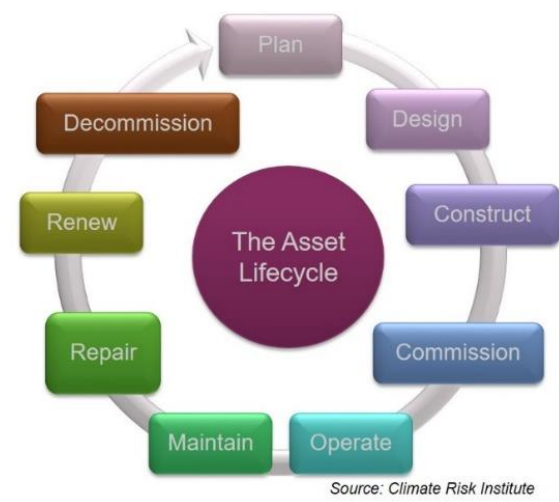 Plan
Design
Construct
Commission
Operate
Maintain
Repair
Renew
Decommission
The Asset
Lifecycle
Source: Climate Risk Institute